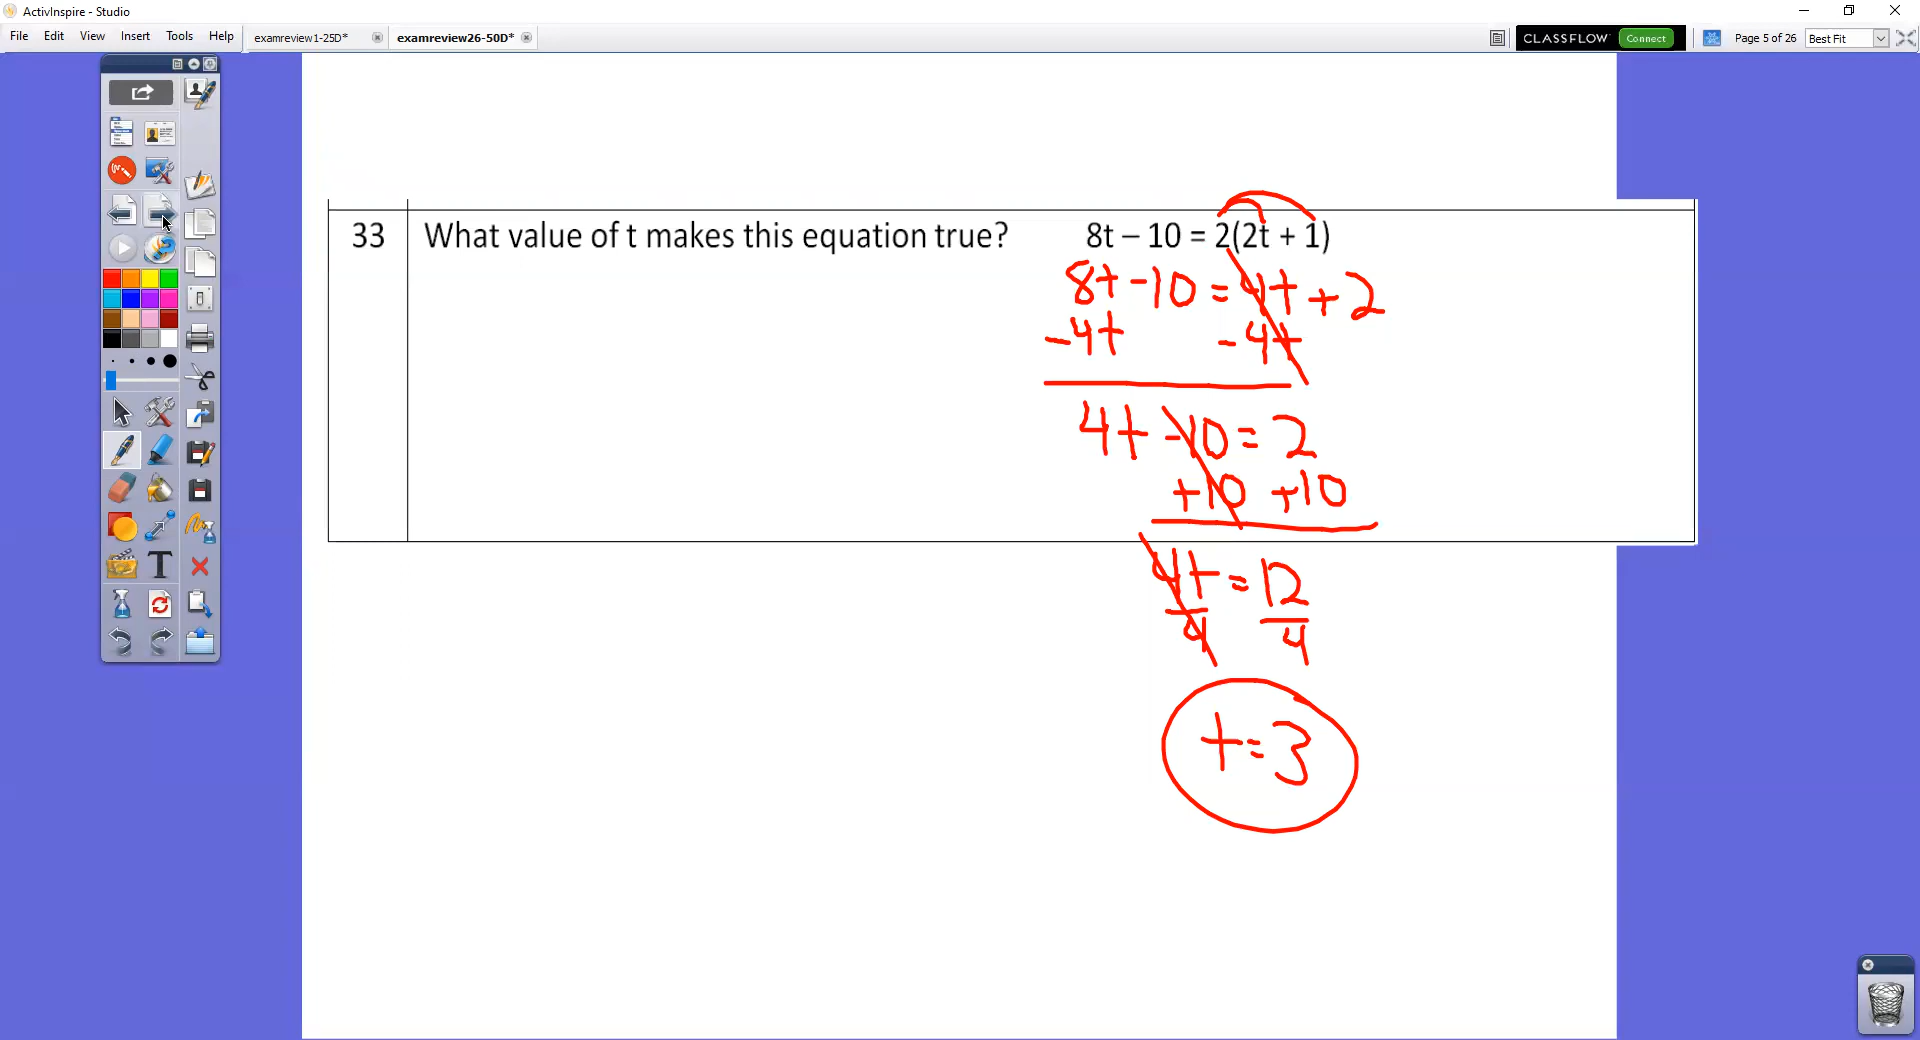 ActivInspire - Studio
File Edit View Insert Tools Help
examreview1-25D* examreview26-50D*
CLASSFLOW Connect Page 5 of 26 Best Fit
33 What value of t makes this equation true? 8t – 10 = 2(2t + 1)
8t - 10 = 4t + 2
- 4t - 4t
4t - 10 = 2
+10 +10
4t = 12
4 4
t = 3
T